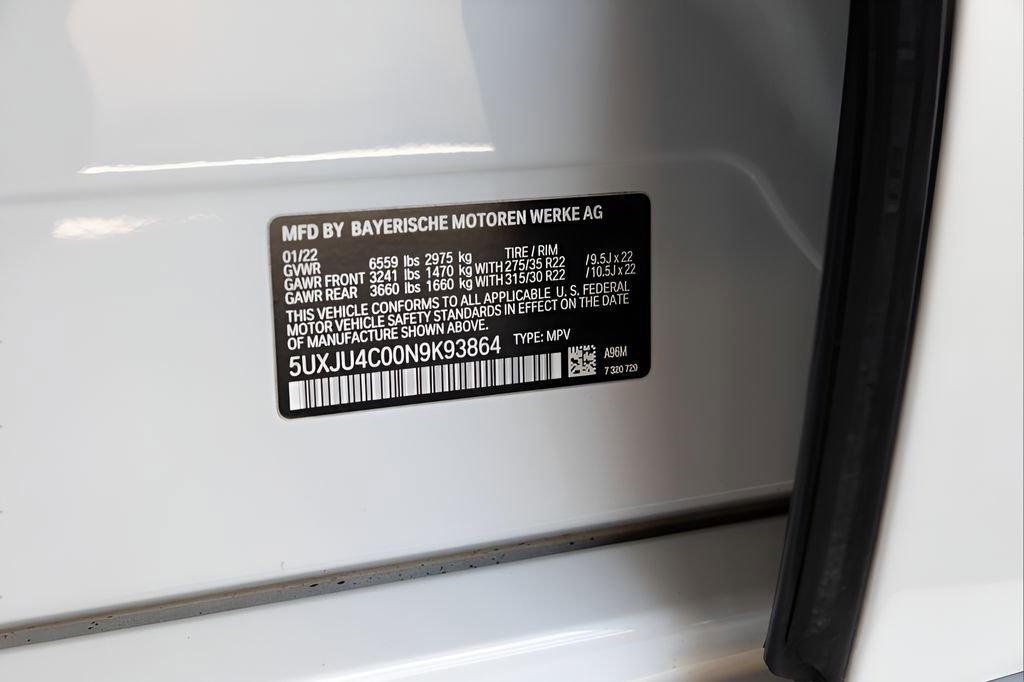 MFD BY BAYERISCHE MOTOREN WERKE AG
01/22 TIRE / RIM
GVWR 6559 lbs 2975 kg
GAWR FRONT 3241 lbs 1470 kg WITH 275/35 R22 / 9.5J x 22
GAWR REAR 3660 lbs 1660 kg WITH 315/30 R22 / 10.5J x 22
THIS VEHICLE CONFORMS TO ALL APPLICABLE U. S. FEDERAL
MOTOR VEHICLE SAFETY STANDARDS IN EFFECT ON THE DATE
OF MANUFACTURE SHOWN ABOVE.
5UXJU4C00N9K93864 TYPE: MPV
A96M
7 320 729